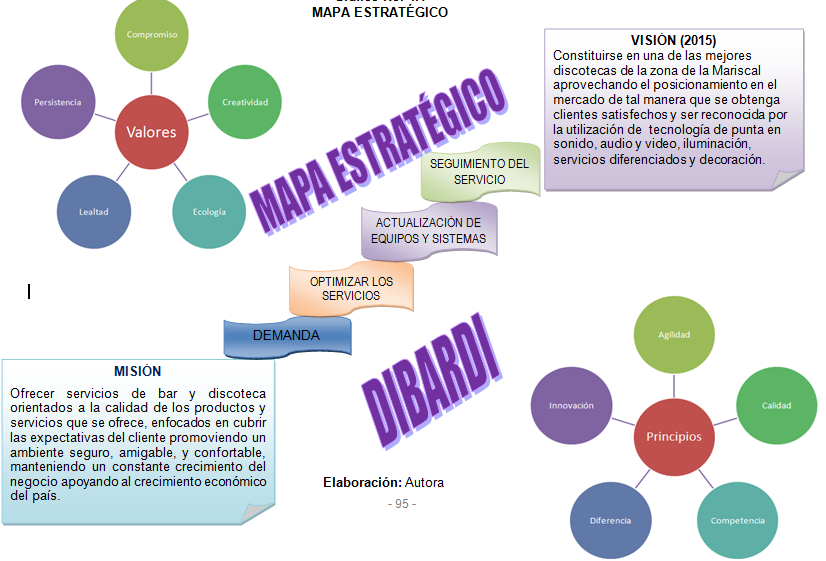 MAPA ESTRATÉGICO
Compromiso
Persistencia
Creatividad
Valores
Lealtad
Ecología
MAPA ESTRATÉGICO
VISIÓN (2015)
Constituirse en una de las mejores
discotecas de la zona de la Mariscal
aprovechando el posicionamiento en el
mercado de tal manera que se obtenga
clientes satisfechos y ser reconocida por
la utilización de tecnología de punta en
sonido, audio y video, iluminación,
servicios diferenciados y decoración.
SEGUIMIENTO DEL
SERVICIO
ACTUALIZACIÓN DE
EQUIPOS Y SISTEMAS
OPTIMIZAR LOS
SERVICIOS
DEMANDA
MISIÓN
Ofrecer servicios de bar y discoteca
orientados a la calidad de los productos y
servicios que se ofrece, enfocados en cubrir
las expectativas del cliente promoviendo un
ambiente seguro, amigable, y confortable,
manteniendo un constante crecimiento del
negocio apoyando al crecimiento económico
del país.
DIBARDI
Agilidad
Innovación
Calidad
Principios
Diferencia
Competencia
Elaboración: Autora
- 95 -